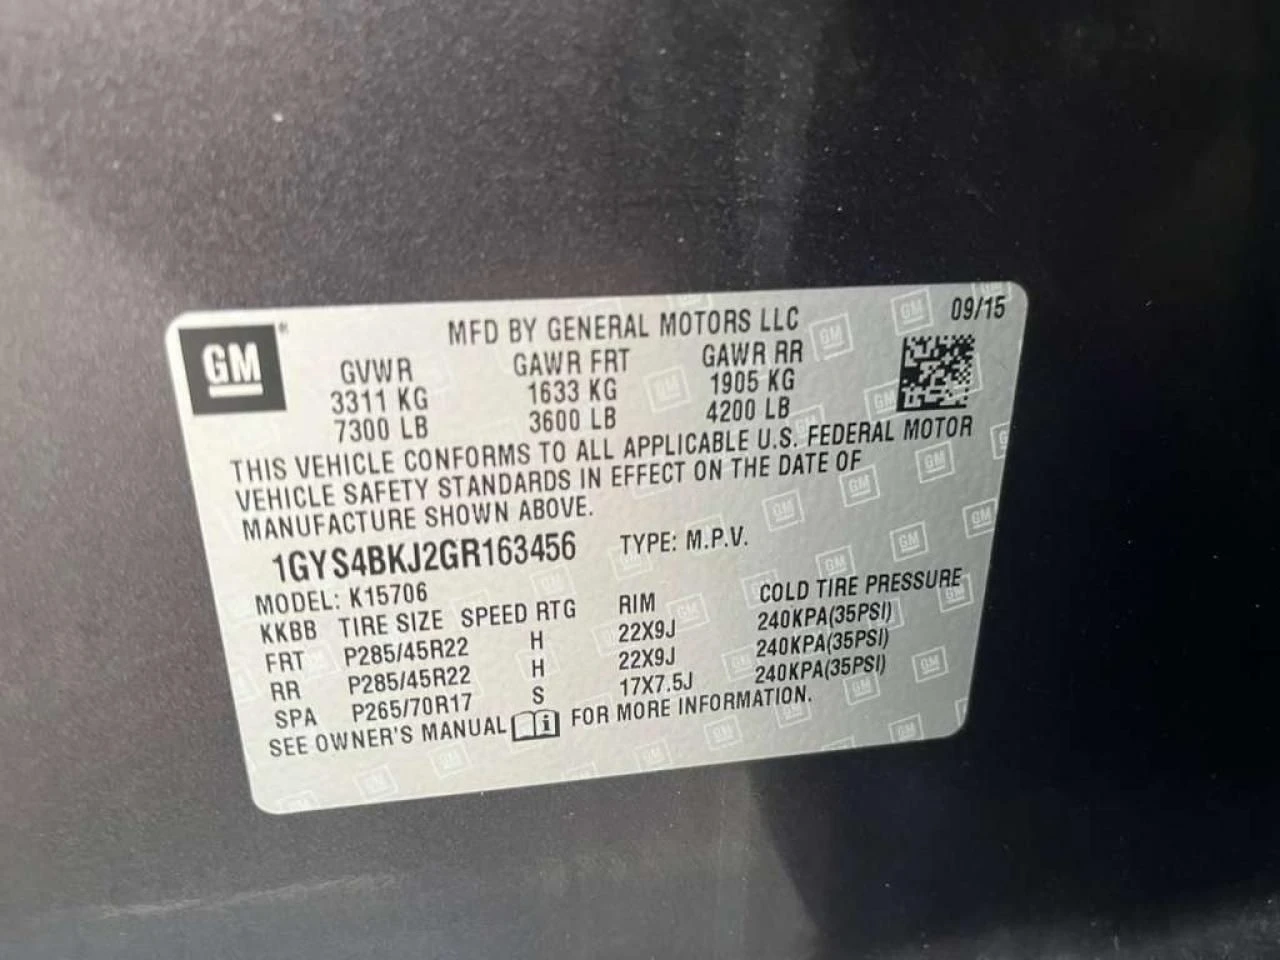 GM
MFD BY GENERAL MOTORS LLC 09/15
GVWR GAWR FRT GAWR RR
3311 KG 1633 KG 1905 KG
7300 LB 3600 LB 4200 LB
THIS VEHICLE CONFORMS TO ALL APPLICABLE U.S. FEDERAL MOTOR
VEHICLE SAFETY STANDARDS IN EFFECT ON THE DATE OF
MANUFACTURE SHOWN ABOVE.
1GYS4BKJ2GR163456 TYPE: M.P.V.
MODEL: K15706
KKBB TIRE SIZE SPEED RTG RIM COLD TIRE PRESSURE
FRT P285/45R22 H 22X9J 240KPA(35PSI)
RR P285/45R22 H 22X9J 240KPA(35PSI)
SPA P265/70R17 S 17X7.5J 240KPA(35PSI)
SEE OWNER'S MANUAL FOR MORE INFORMATION.